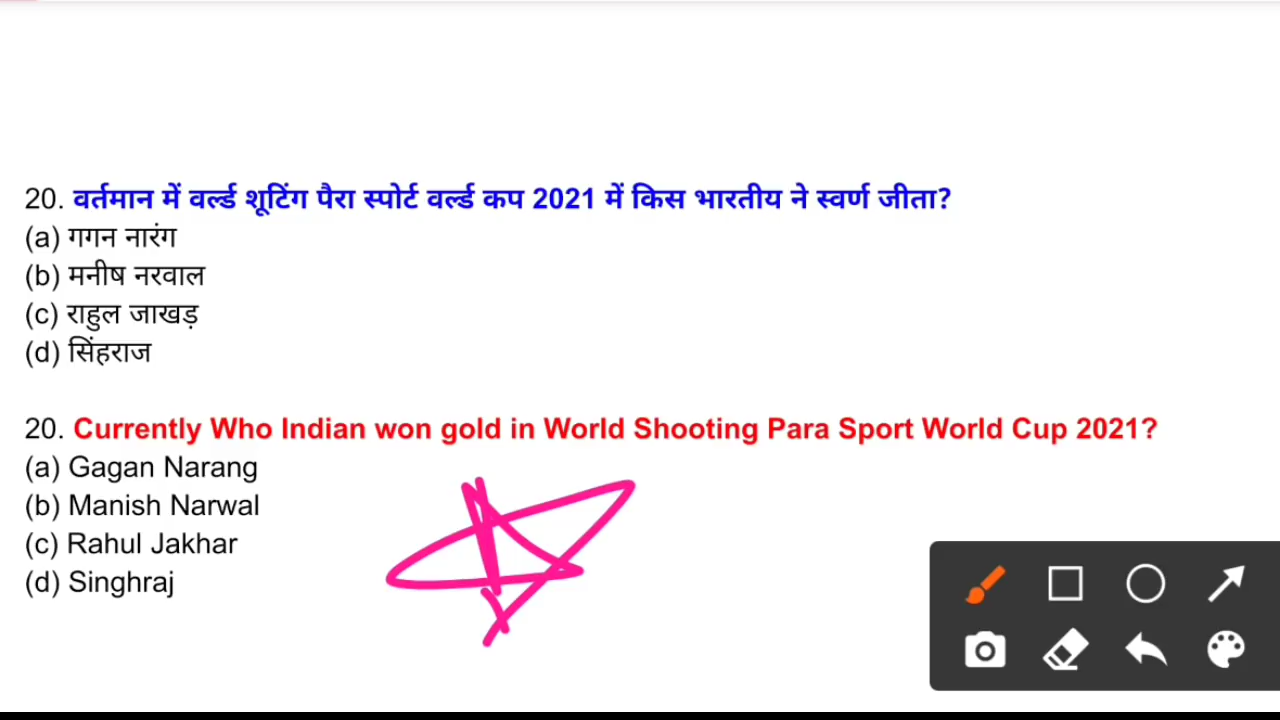 20. वर्तमान में वर्ल्ड शूटिंग पैरा स्पोर्ट वर्ल्ड कप 2021 में किस भारतीय ने स्वर्ण जीता?
(a) गगन नारंग
(b) मनीष नरवाल
(c) राहुल जाखड़
(d) सिंहराज
20. Currently Who Indian won gold in World Shooting Para Sport World Cup 2021?
(a) Gagan Narang
(b) Manish Narwal
(c) Rahul Jakhar
(d) Singhraj